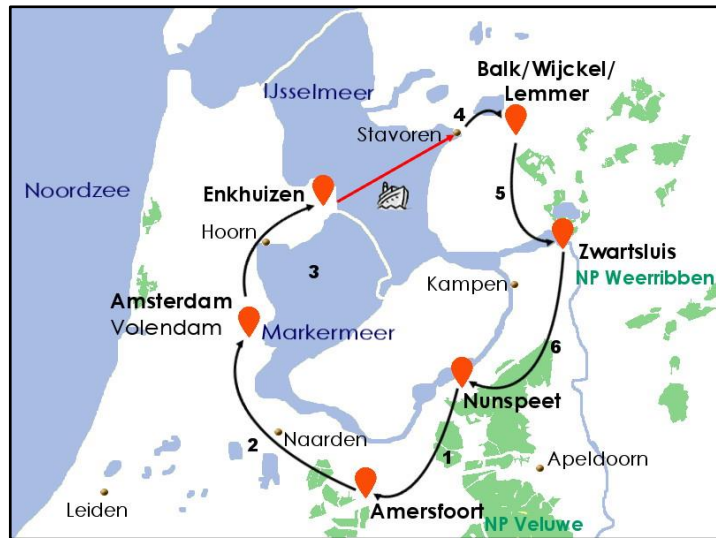 Balk/Wijckel/
Lemmer
IJsselmeer
4
Stavoren
Noordzee
Enkhuizen
5
Hoorn
Zwartsluis
NP Weerribben
3
Kampen
Amsterdam
Volendam
Markermeer
6
Nunspeet
Naarden
2
1
Apeldoorn
Leiden
Amersfoort
NP Veluwe